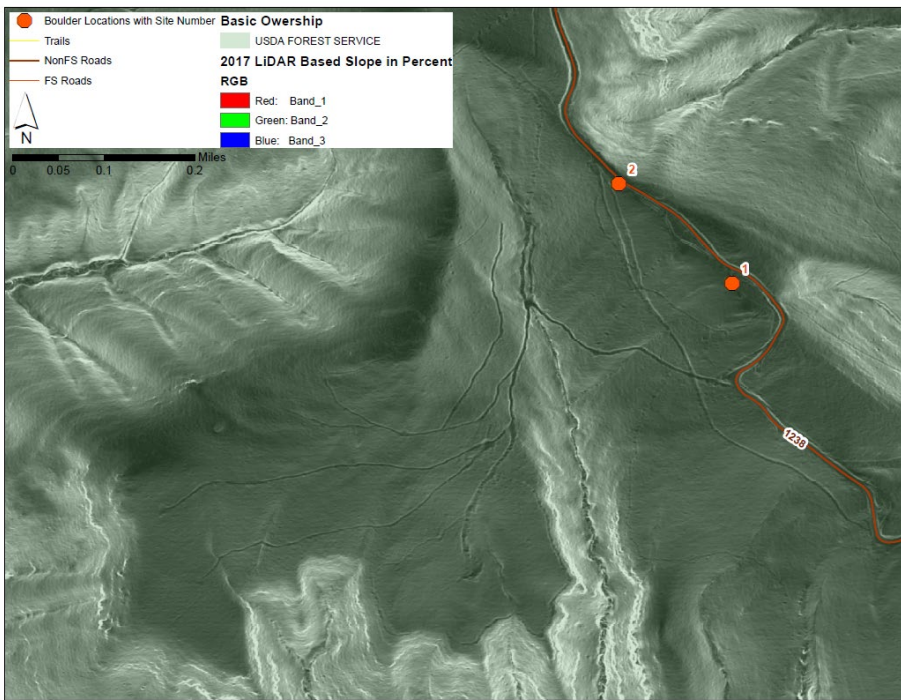 Boulder Locations with Site Number
Trails
NonFS Roads
FS Roads
N
Basic Owership
USDA FOREST SERVICE
2017 LiDAR Based Slope in Percent
RGB
Red: Band_1
Green: Band_2
Blue: Band_3
Miles
0 0.05 0.1 0.2
2
1
1238